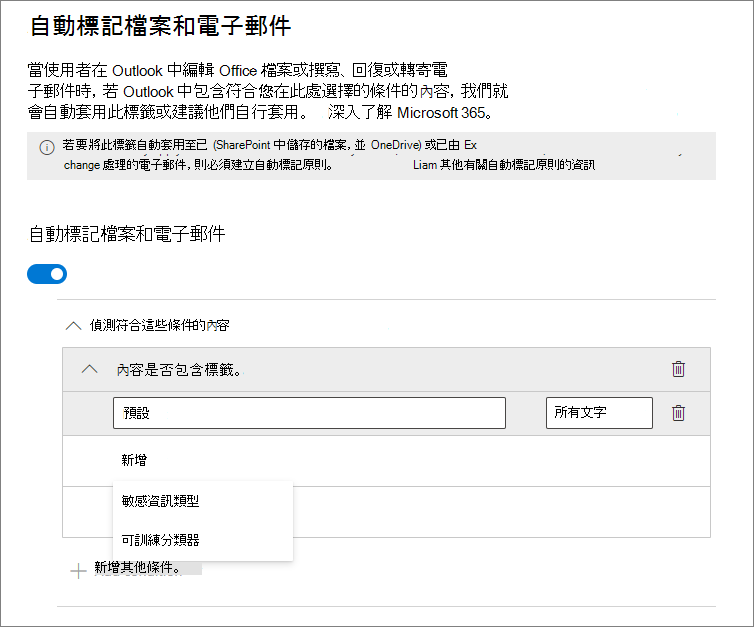 自動標記檔案和電子郵件
當使用者在 Outlook 中編輯 Office 檔案或撰寫、回復或轉寄電
子郵件時，若 Outlook 中包含符合您在此處選擇的條件的內容，我們就
會自動套用此標籤或建議他們自行套用。 深入了解 Microsoft 365。
若要將此標籤自動套用至已 (SharePoint 中儲存的檔案，並 OneDrive) 或已由 Ex
change 處理的電子郵件，則必須建立自動標記原則。 Liam 其他有關自動標記原則的資訊
自動標記檔案和電子郵件
偵測符合這些條件的內容
內容是否包含標籤。
預設 所有文字
新增
敏感資訊類型
可訓練分類器
新增其他條件。